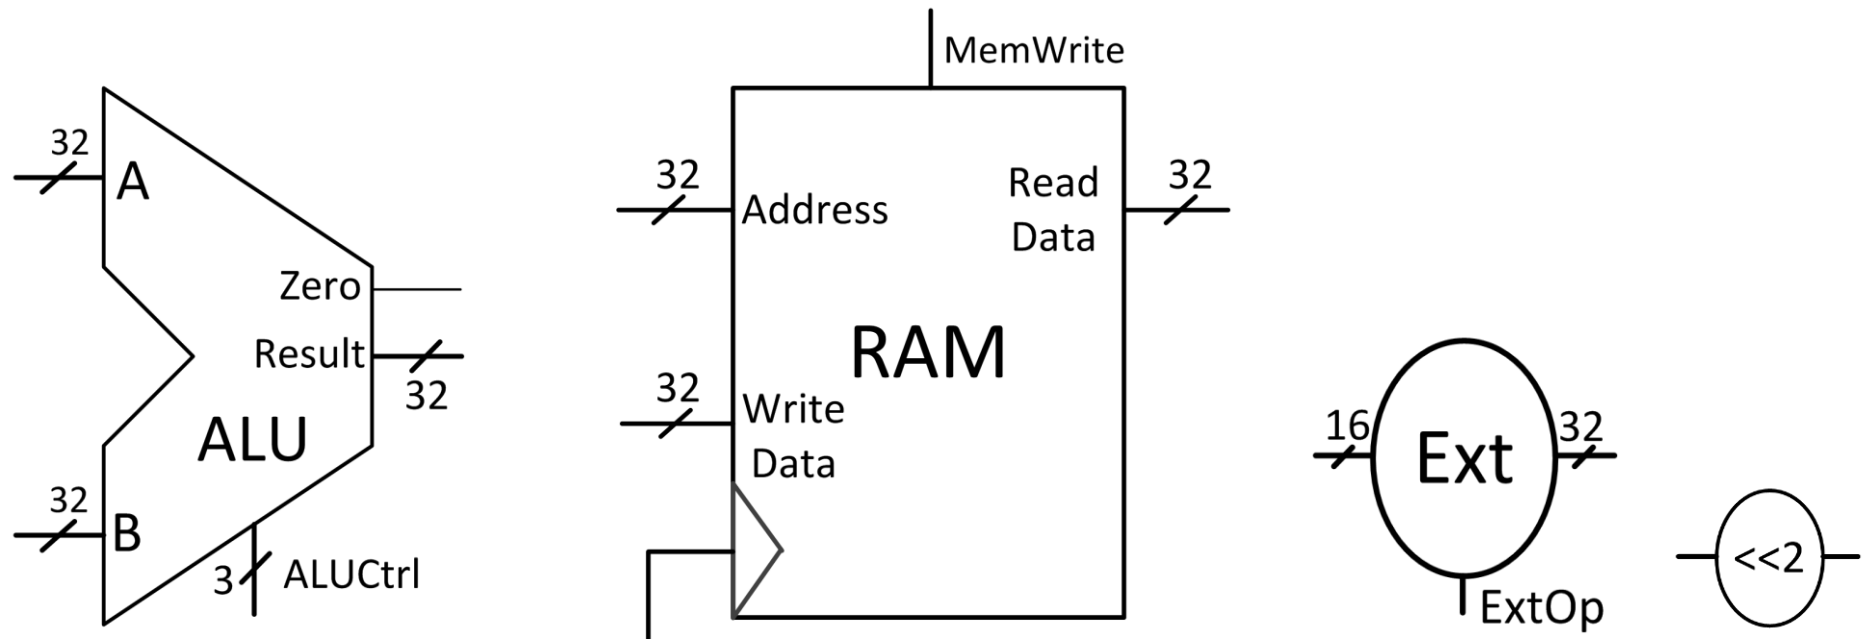 32
A
Zero
Result
32
ALU
32
B
3
ALUCtrl
MemWrite
32
Address
Read
Data
32
RAM
32
Write
Data
16
Ext
32
ExtOp
<<2